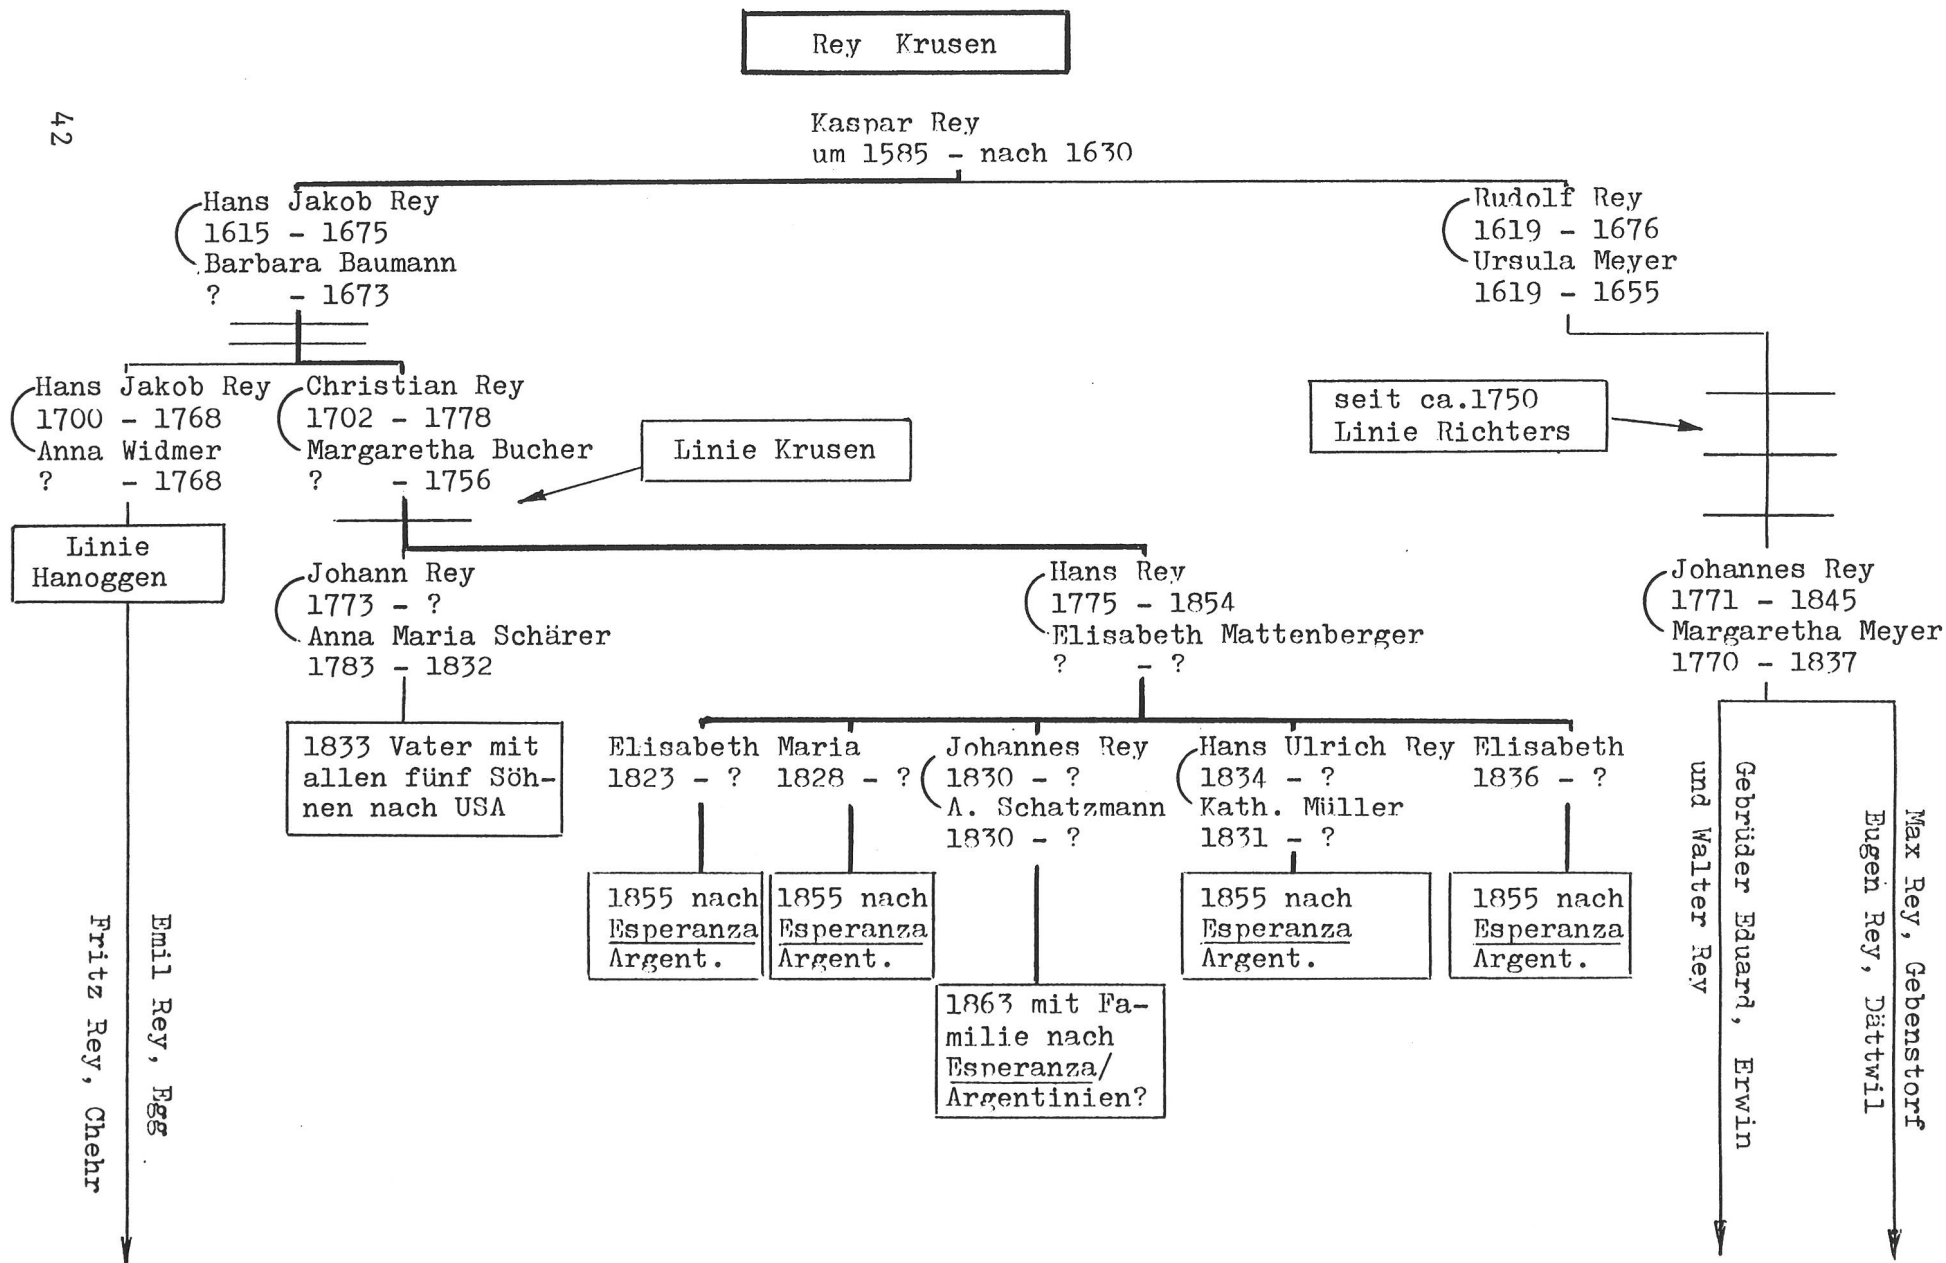 Rey Krusen
42
Kaspar Rey
um 1585 - nach 1630
Hans Jakob Rey
1615 - 1675
Barbara Baumann
? - 1673
Rudolf Rey
1619 - 1676
Ursula Meyer
1619 - 1655
Hans Jakob Rey
1700 - 1768
Anna Widmer
? - 1768
Christian Rey
1702 - 1778
Margaretha Bucher
? - 1756
Linie Krusen
seit ca.1750
Linie Richters
Linie
Hanoggen
Johann Rey
1773 - ?
Anna Maria Schärer
1783 - 1832
Hans Rey
1775 - 1854
Elisabeth Mattenberger
? - ?
Johannes Rey
1771 - 1845
Margaretha Meyer
1770 - 1837
1833 Vater mit
allen fünf Söh-
nen nach USA
Elisabeth
1823 - ?
Maria
1828 - ?
Johannes Rey
1830 - ?
A. Schatzmann
1830 - ?
Hans Ulrich Rey
1834 - ?
Kath. Müller
1831 - ?
Elisabeth
1836 - ?
1855 nach
Esperanza
Argent.
1855 nach
Esperanza
Argent.
1863 mit Fa-
milie nach
Esperanza/
Argentinien?
1855 nach
Esperanza
Argent.
1855 nach
Esperanza
Argent.
Emil Rey, Egg
Fritz Rey, Chehr
Gebrüder Eduard, Erwin
und Walter Rey
Max Rey, Gebenstorf
Eugen Rey, Dättwil